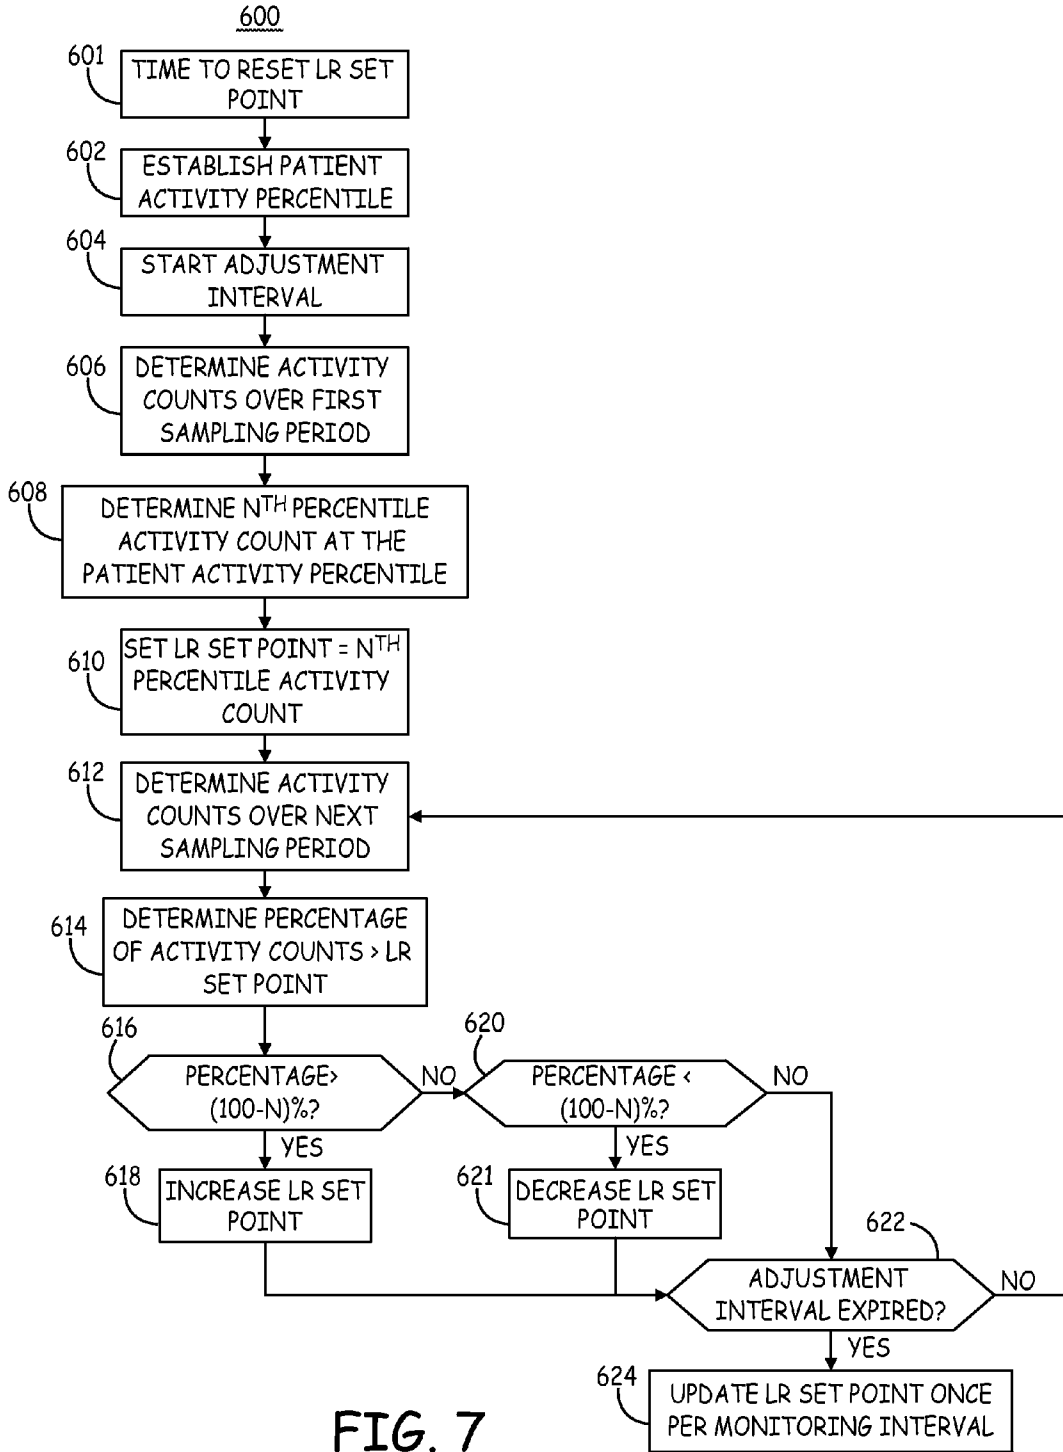 600
601
TIME TO RESET LR SET
POINT
602
ESTABLISH PATIENT
ACTIVITY PERCENTILE
604
START ADJUSTMENT
INTERVAL
606
DETERMINE ACTIVITY
COUNTS OVER FIRST
SAMPLING PERIOD
608
DETERMINE NTH PERCENTILE
ACTIVITY COUNT AT THE
PATIENT ACTIVITY PERCENTILE
610
SET LR SET POINT = NTH
PERCENTILE ACTIVITY
COUNT
612
DETERMINE ACTIVITY
COUNTS OVER NEXT
SAMPLING PERIOD
614
DETERMINE PERCENTAGE
OF ACTIVITY COUNTS > LR
SET POINT
616
PERCENTAGE>
(100-N)%?
NO
YES
620
PERCENTAGE <
(100-N)%?
NO
YES
618
INCREASE LR SET
POINT
621
DECREASE LR SET
POINT
622
ADJUSTMENT
INTERVAL EXPIRED?
NO
YES
624
UPDATE LR SET POINT ONCE
PER MONITORING INTERVAL
FIG. 7